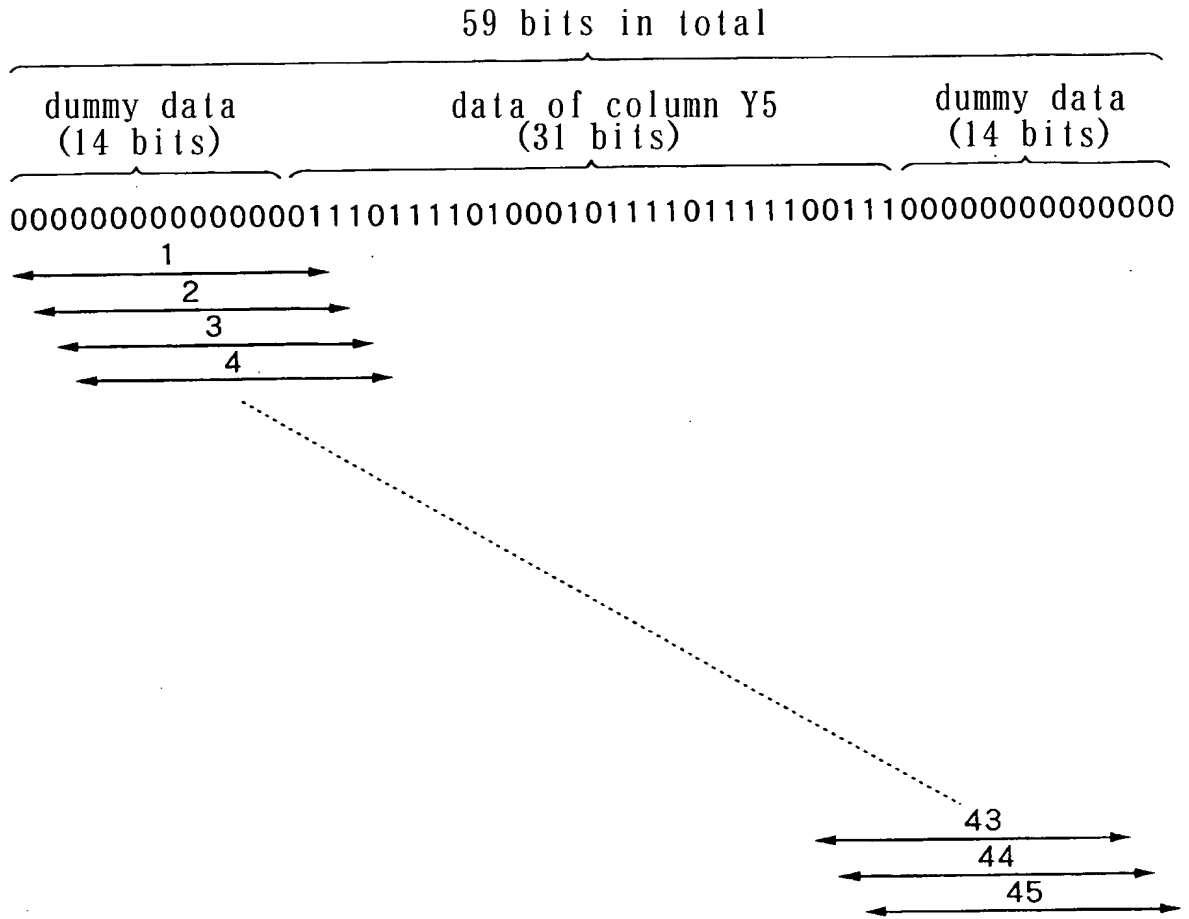 59 bits in total
dummy data
(14 bits)
data of column Y5
(31 bits)
dummy data
(14 bits)
00000000000000011101111010001011110111110011100000000000000
1
2
3
4
43
44
45